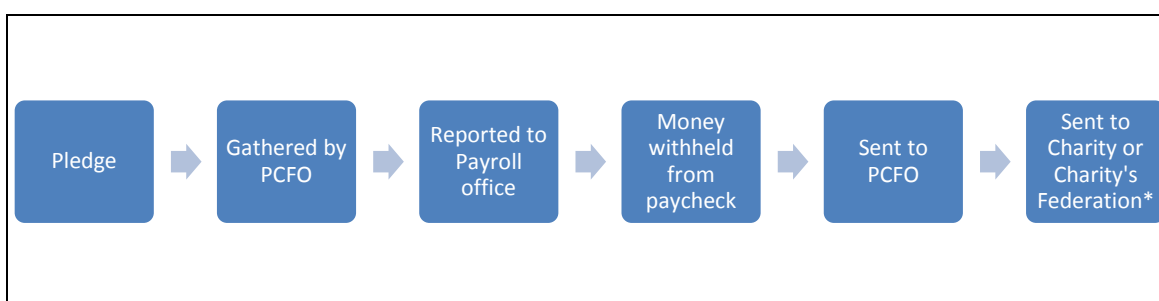 Pledge
Gathered by
PCFO
Reported to
Payroll
office
Money
withheld
from
paycheck
Sent to
PCFO
Sent to
Charity or
Charity's
Federation*